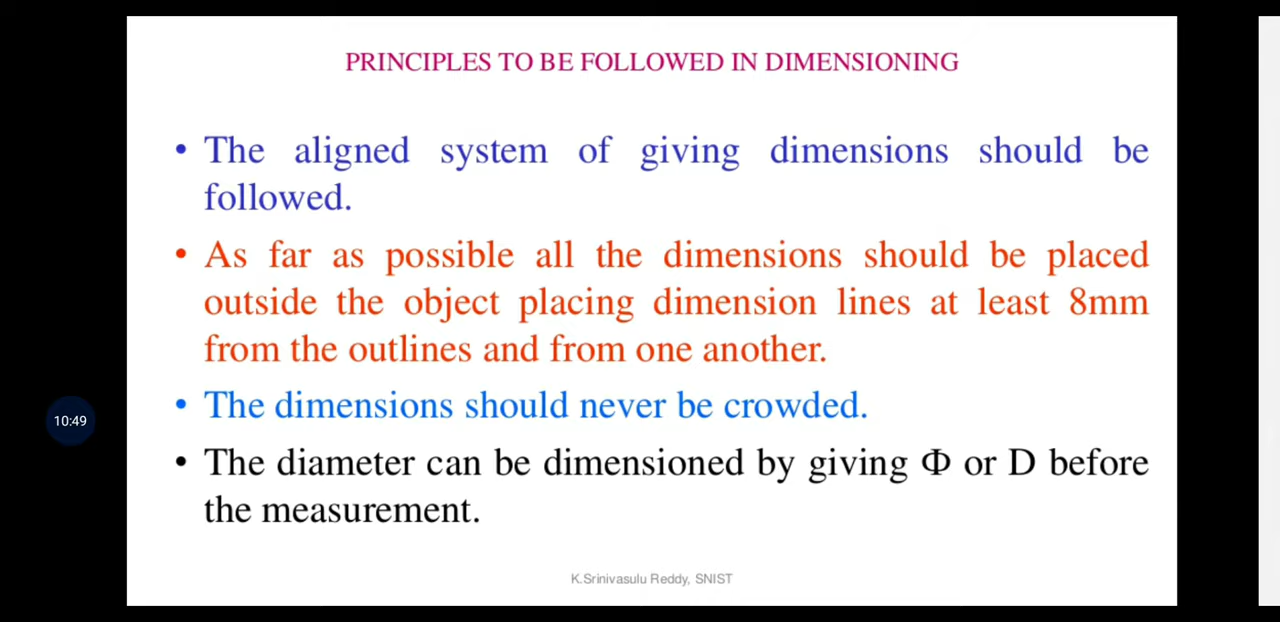 PRINCIPLES TO BE FOLLOWED IN DIMENSIONING
• The aligned system of giving dimensions should be
followed.
• As far as possible all the dimensions should be placed
outside the object placing dimension lines at least 8mm
from the outlines and from one another.
10:49
• The dimensions should never be crowded.
• The diameter can be dimensioned by giving Φ or D before
the measurement.
K.Srinivasulu Reddy, SNIST